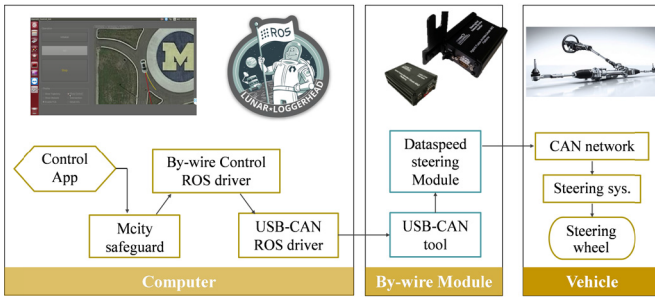 ROS
LUNAR•LOGGERHEAD
Control
App
Mcity
safeguard
By-wire Control
ROS driver
USB-CAN
ROS driver
Computer
Dataspeed
steering Module
USB-CAN
tool
By-wire Module
CAN network
Steering sys.
Steering
wheel
Vehicle